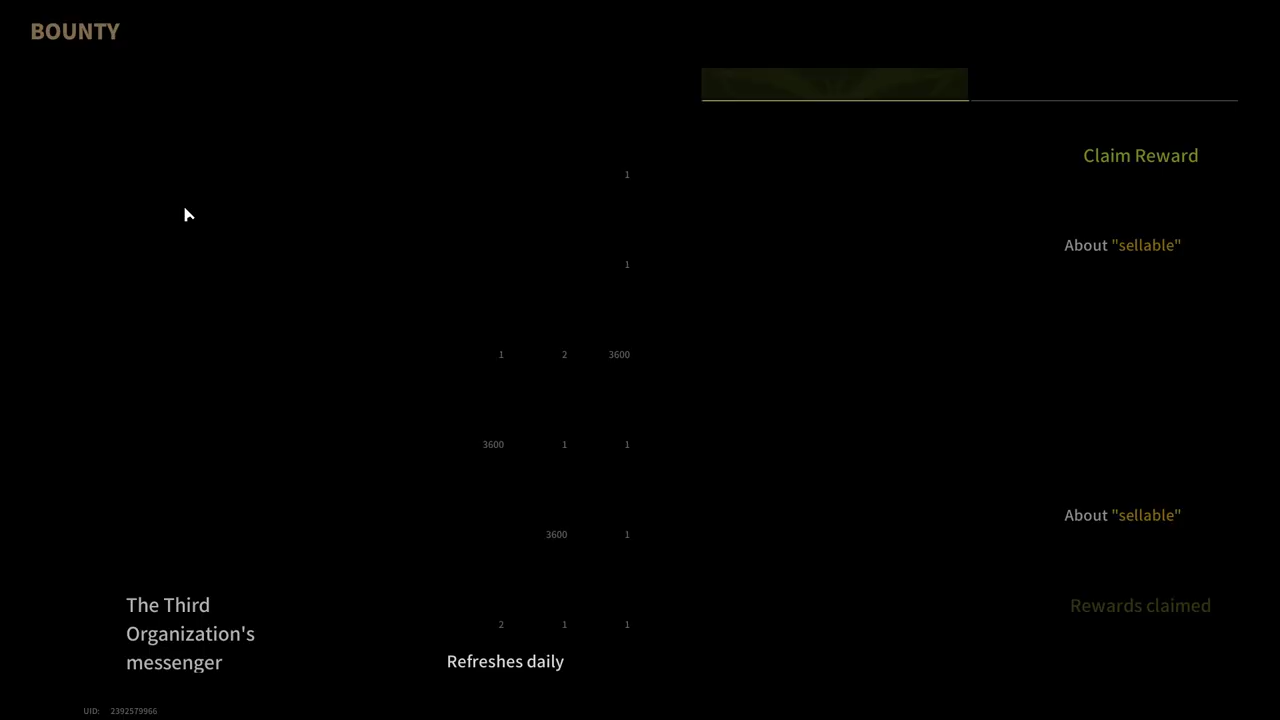 BOUNTY
Claim Reward
1
About "sellable"
1
1 2 3600
3600 1 1
About "sellable"
3600 1
The Third
Organization's
messenger
Rewards claimed
2 1 1
Refreshes daily
UID: 2392579966